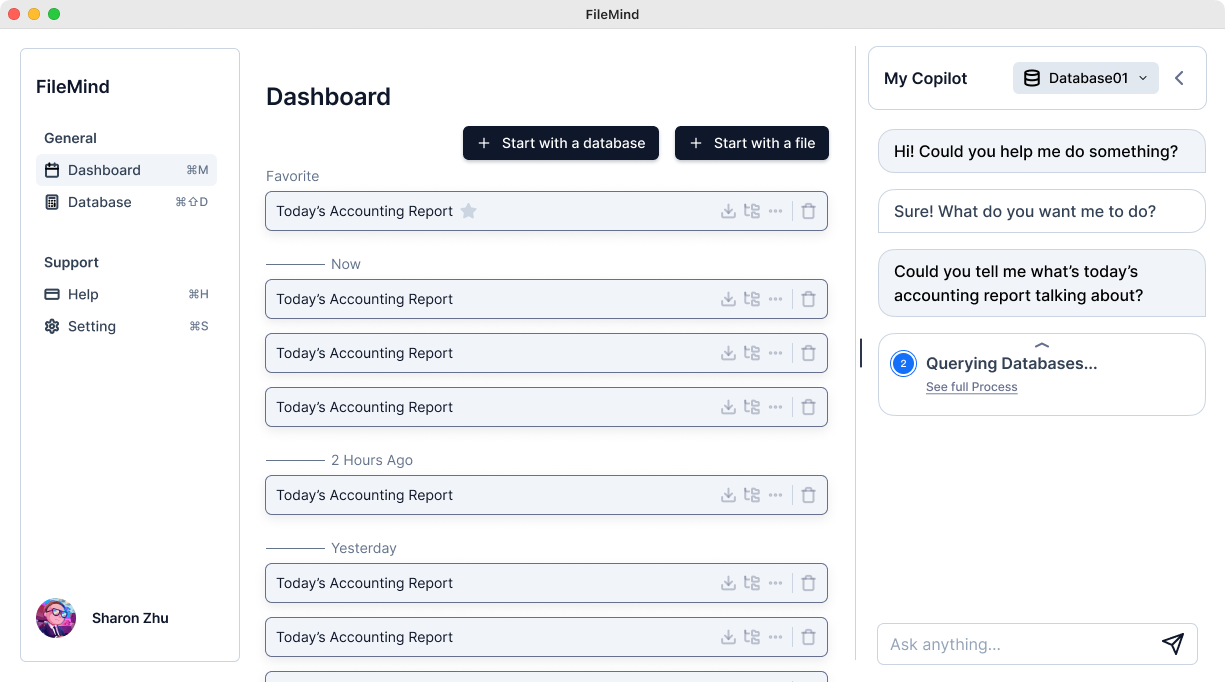 FileMind
FileMind
General
Dashboard ⌘M
Database ⌘⇧D
Support
Help ⌘H
Setting ⌘S
Sharon Zhu
Dashboard
+ Start with a database
+ Start with a file
Favorite
Today’s Accounting Report
Now
Today’s Accounting Report
Today’s Accounting Report
Today’s Accounting Report
2 Hours Ago
Today’s Accounting Report
Yesterday
Today’s Accounting Report
Today’s Accounting Report
My Copilot
Database01
Hi! Could you help me do something?
Sure! What do you want me to do?
Could you tell me what’s today’s
accounting report talking about?
2
Querying Databases...
See full Process
Ask anything...